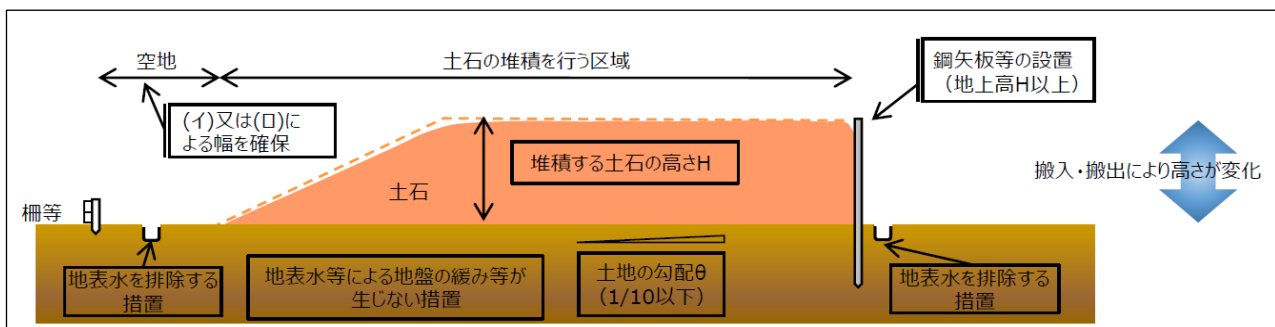 空地
土石の堆積を行う区域
鋼矢板等の設置
（地上高H以上）
(イ)又は(ロ)に
よる幅を確保
堆積する土石の高さH
搬入・搬出により高さが変化
土石
柵等
地表水を排除する
措置
地表水等による地盤の緩み等が
生じない措置
土地の勾配θ
（1/10以下）
地表水を排除する
措置